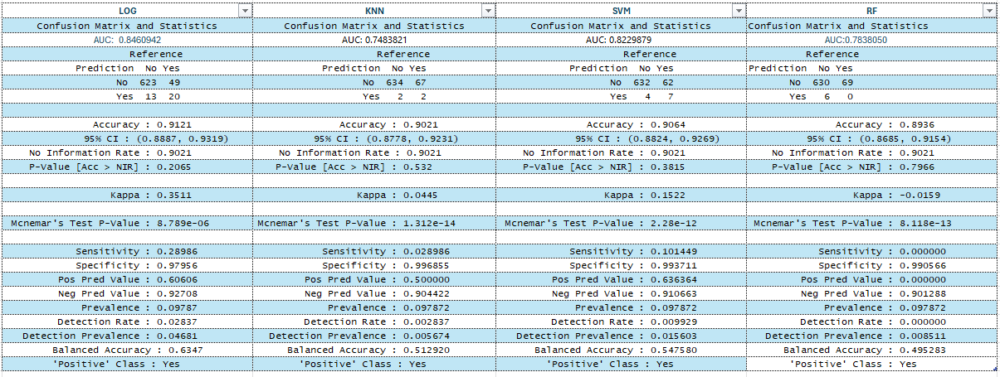 LOG KNN SVM RF
Confusion Matrix and Statistics Confusion Matrix and Statistics Confusion Matrix and Statistics Confusion Matrix and Statistics
AUC: 0.8460942 AUC: 0.7483821 AUC: 0.8229879 AUC:0.7838050
Reference Reference Reference Reference
Prediction No Yes Prediction No Yes Prediction No Yes Prediction No Yes
No 623 49 No 634 67 No 632 62 No 630 69
Yes 13 20 Yes 2 2 Yes 4 7 Yes 6 0
Accuracy : 0.9121 Accuracy : 0.9021 Accuracy : 0.9064 Accuracy : 0.8936
95% CI : (0.8887, 0.9319) 95% CI : (0.8778, 0.9231) 95% CI : (0.8824, 0.9269) 95% CI : (0.8685, 0.9154)
No Information Rate : 0.9021 No Information Rate : 0.9021 No Information Rate : 0.9021 No Information Rate : 0.9021
P-Value [Acc > NIR] : 0.2065 P-Value [Acc > NIR] : 0.532 P-Value [Acc > NIR] : 0.3815 P-Value [Acc > NIR] : 0.7966
Kappa : 0.3511 Kappa : 0.0445 Kappa : 0.1522 Kappa : -0.0159
Mcnemar's Test P-Value : 8.789e-06 Mcnemar's Test P-Value : 1.312e-14 Mcnemar's Test P-Value : 2.28e-12 Mcnemar's Test P-Value : 8.118e-13
Sensitivity : 0.28986 Sensitivity : 0.028986 Sensitivity : 0.101449 Sensitivity : 0.000000
Specificity : 0.97956 Specificity : 0.996855 Specificity : 0.993711 Specificity : 0.990566
Pos Pred Value : 0.60606 Pos Pred Value : 0.500000 Pos Pred Value : 0.636364 Pos Pred Value : 0.000000
Neg Pred Value : 0.92708 Neg Pred Value : 0.904422 Neg Pred Value : 0.910663 Neg Pred Value : 0.901288
Prevalence : 0.09787 Prevalence : 0.097872 Prevalence : 0.097872 Prevalence : 0.097872
Detection Rate : 0.02837 Detection Rate : 0.002837 Detection Rate : 0.009929 Detection Rate : 0.000000
Detection Prevalence : 0.04681 Detection Prevalence : 0.005674 Detection Prevalence : 0.015603 Detection Prevalence : 0.008511
Balanced Accuracy : 0.6347 Balanced Accuracy : 0.512920 Balanced Accuracy : 0.547580 Balanced Accuracy : 0.495283
'Positive' Class : Yes 'Positive' Class : Yes 'Positive' Class : Yes 'Positive' Class : Yes